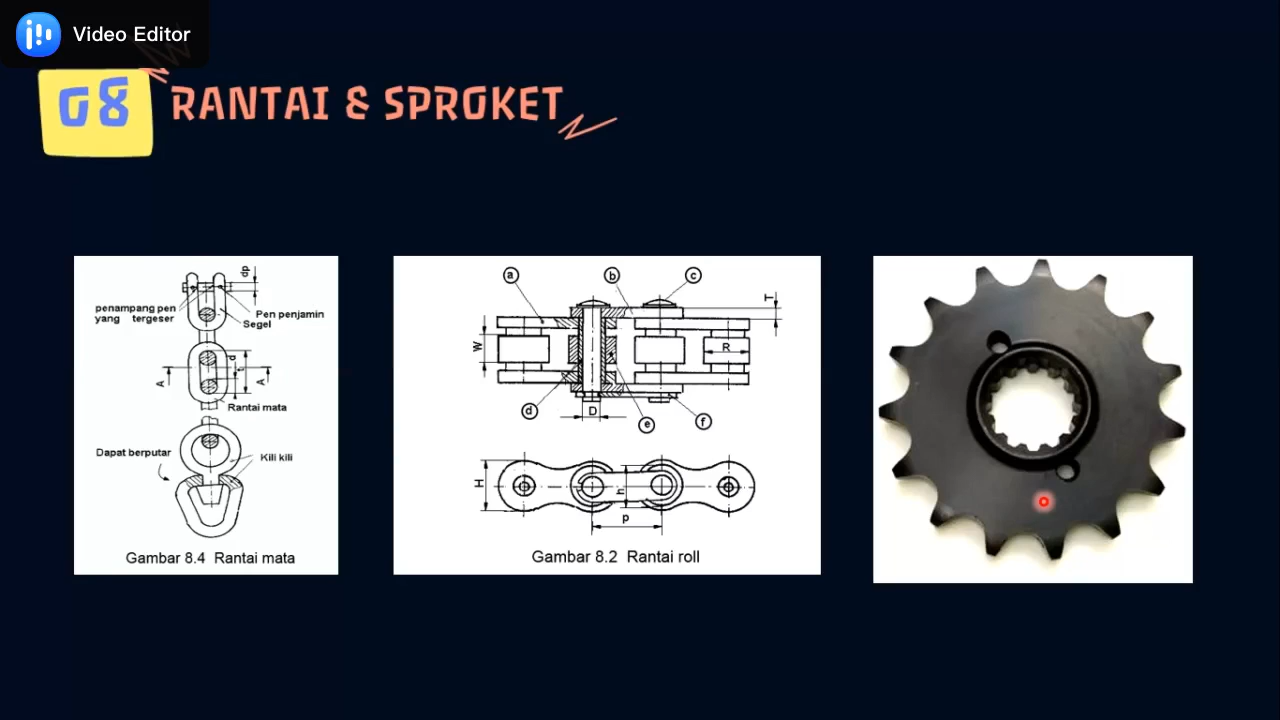 Video Editor
08 RANTAI & SPROKET
dp
penampang pen
yang tergeser
Pen penjamin
Segel
d
t
A
A
Rantai mata
Dapat berputar
Kili kili
Gambar 8.4 Rantai mata
a
b
c
T
W
R
d
D
e
f
H
h
p
Gambar 8.2 Rantai roll